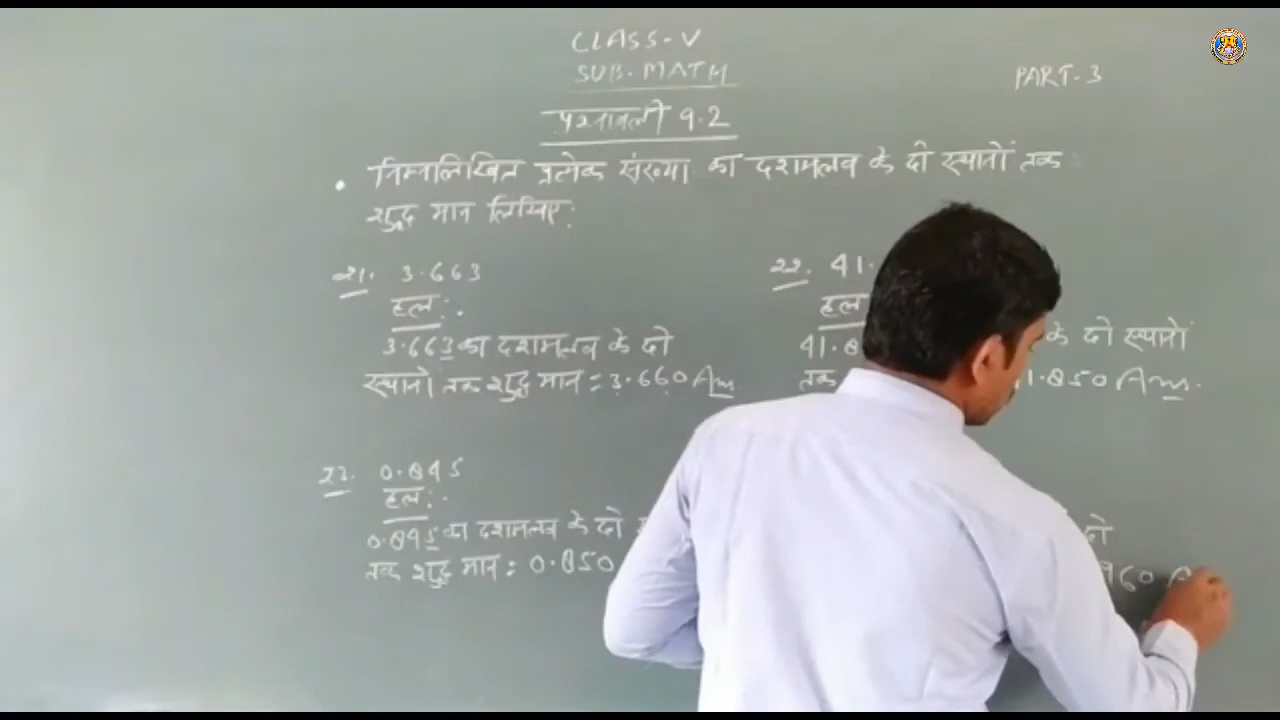 CLASS-V
SUB-MATH
PART-3
प्रश्नावली 9.2
• निम्नलिखित प्रत्येक संख्या का दशमलव के दो स्थानों तक
शुद्ध मान लिखिए:
21. 3.663
हल:.
3.663 का दशमलव के दो
स्थानों तक शुद्ध मान = 3.660 Ans
22. 41.
हल
41.8 के दो स्थानों
तक 1.850 Ans.
23. 0.845
हल:.
0.845 का दशमलव के दो
तक शुद्ध मान = 0.850
दो
960